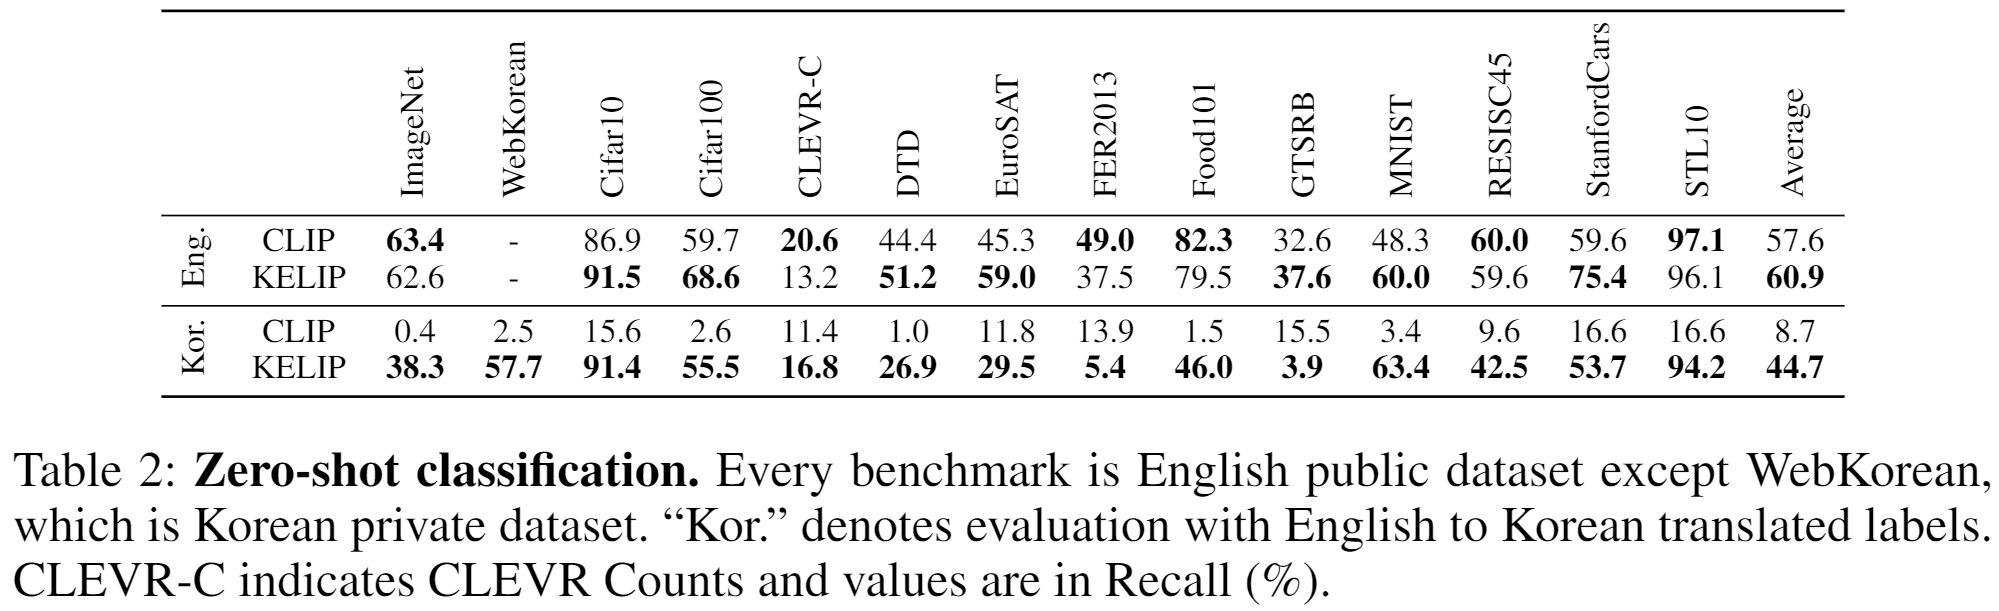 ImageNet WebKorean Cifar10 Cifar100 CLEVR-C DTD EuroSAT FER2013 Food101 GTSRB MNIST RESISC45 StanfordCars STL10 Average
Eng. CLIP 63.4 - 86.9 59.7 20.6 44.4 45.3 49.0 82.3 32.6 48.3 60.0 59.6 97.1 57.6
KELIP 62.6 - 91.5 68.6 13.2 51.2 59.0 37.5 79.5 37.6 60.0 59.6 75.4 96.1 60.9
Kor. CLIP 0.4 2.5 15.6 2.6 11.4 1.0 11.8 13.9 1.5 15.5 3.4 9.6 16.6 16.6 8.7
KELIP 38.3 57.7 91.4 55.5 16.8 26.9 29.5 5.4 46.0 3.9 63.4 42.5 53.7 94.2 44.7
Table 2: Zero-shot classification. Every benchmark is English public dataset except WebKorean,
which is Korean private dataset. “Kor.” denotes evaluation with English to Korean translated labels.
CLEVR-C indicates CLEVR Counts and values are in Recall (%).